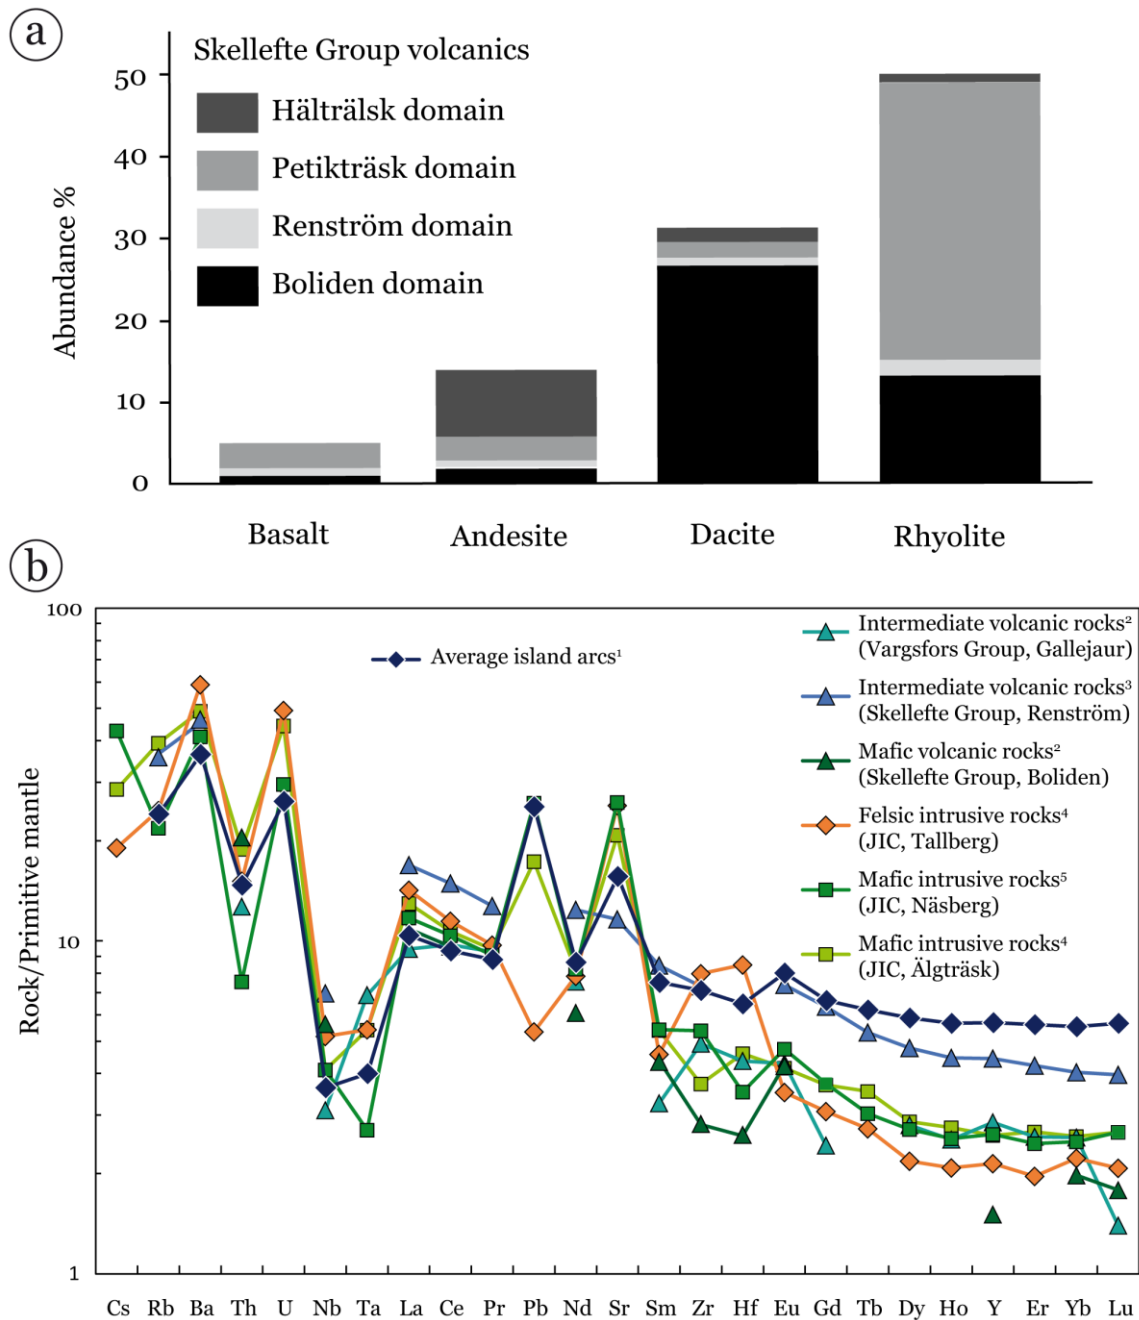 a
Skellefte Group volcanics
Hälträlsk domain
Petikträsk domain
Renström domain
Boliden domain
Abundance %
50
40
30
20
10
0
Basalt
Andesite
Dacite
Rhyolite
b
Rock/Primitive mantle
100
10
1
Average island arcs¹
Intermediate volcanic rocks²
(Vargsfors Group, Gallejaur)
Intermediate volcanic rocks³
(Skellefte Group, Renström)
Mafic volcanic rocks²
(Skellefte Group, Boliden)
Felsic intrusive rocks⁴
(JIC, Tallberg)
Mafic intrusive rocks⁵
(JIC, Näsberg)
Mafic intrusive rocks⁴
(JIC, Älgträsk)
Cs Rb Ba Th U Nb Ta La Ce Pr Pb Nd Sr Sm Zr Hf Eu Gd Tb Dy Ho Y Er Yb Lu